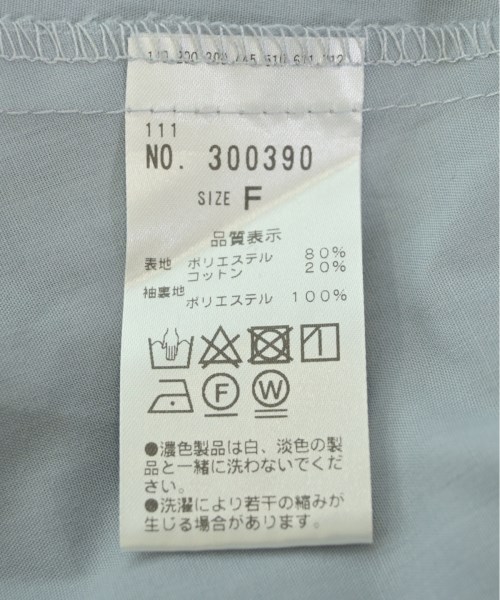 111
NO. 300390
SIZE F
品質表示
表地 ポリエステル 80%
コットン 20%
袖裏地 ポリエステル 100%
F W
●濃色製品は白、淡色の製
品と一緒に洗わないでくだ
さい。
●洗濯により若干の縮みが
生じる場合があります。